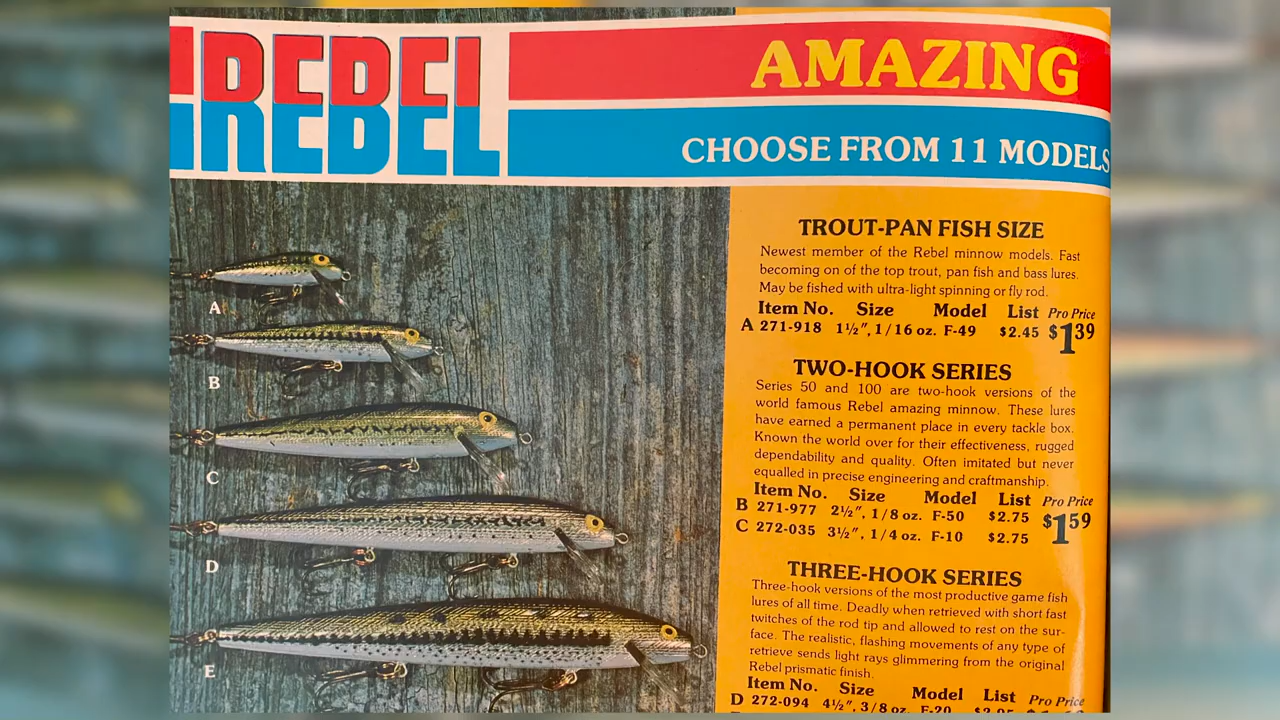 REBEL
AMAZING
CHOOSE FROM 11 MODELS
A
B
C
D
E
TROUT-PAN FISH SIZE
Newest member of the Rebel minnow models. Fast
becoming on of the top trout, pan fish and bass lures.
May be fished with ultra-light spinning or fly rod.
Item No. Size Model List Pro Price
A 271-918 1½", 1/16 oz. F-49 $2.45 $139
TWO-HOOK SERIES
Series 50 and 100 are two-hook versions of the
world famous Rebel amazing minnow. These lures
have earned a permanent place in every tackle box.
Known the world over for their effectiveness, rugged
dependability and quality. Often imitated but never
equalled in precise engineering and craftmanship.
Item No. Size Model List Pro Price
B 271-977 2½", 1/8 oz. F-50 $2.75 $159
C 272-035 3½", 1/4 oz. F-10 $2.75
THREE-HOOK SERIES
Three-hook versions of the most productive game fish
lures of all time. Deadly when retrieved with short fast
twitches of the rod tip and allowed to rest on the sur-
face. The realistic, flashing movements of any type of
retrieve sends light rays glimmering from the original
Rebel prismatic finish.
Item No. Size Model List Pro Price
D 272-094 4½", 3/8 oz. F-20